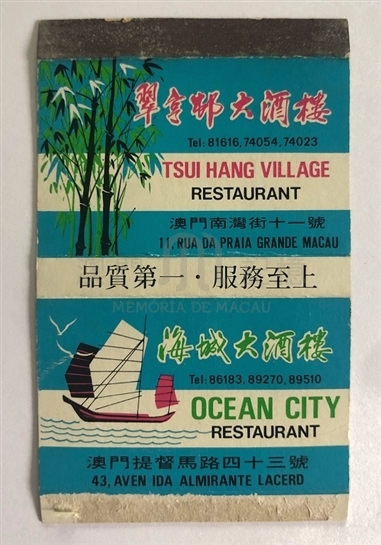 翠亨邨大酒樓
Tel: 81616, 74054, 74023
TSUI HANG VILLAGE
RESTAURANT
澳門南灣街十一號
11, RUA DA PRAIA GRANDE MACAU
品質第一·服務至上
MEMÓRIA DE MACAU
海城大酒樓
Tel: 86183, 89270, 89510
OCEAN CITY
RESTAURANT
澳門提督馬路四十三號
43, AVEN IDA ALMIRANTE LACERD